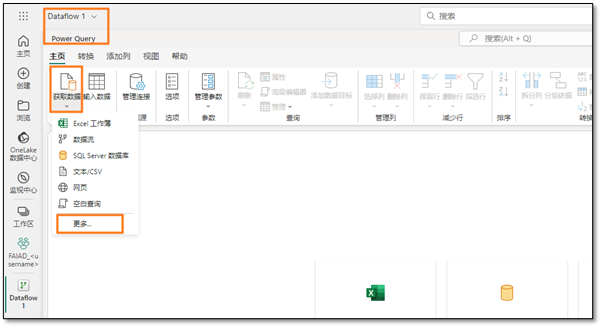 Dataflow 1
搜索
Power Query
搜索(Alt + Q)
主页
主页 转换 添加列 视图 帮助
创建
浏览
OneLake
数据中心
监视中心
工作区
FAIAD_<us
ername>
Dataflow
1
获取数据 输入数据 管理连接 选项 管理参数 刷新 属性 高级编辑器 管理 添加数据目标 选择列 删除列 保留行 删除行 筛选行 拆分列 分组依据
源 选项 参数 查询 管理列 减少行 排序 转换
Excel 工作簿
数据流
SQL Server 数据库
文本/CSV
网页
空白查询
更多...